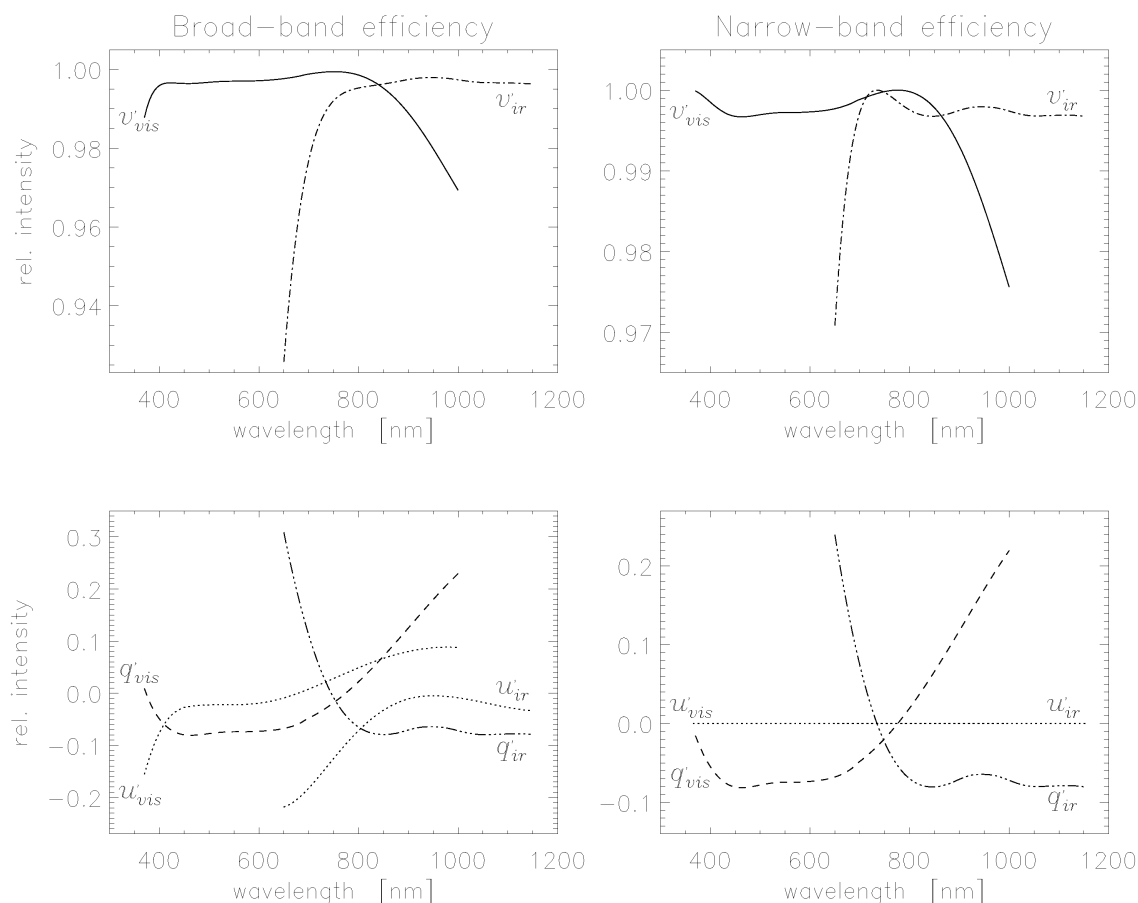 Broad–band efficiency
Narrow–band efficiency
rel. intensity
1.00
0.98
0.96
0.94
v'vis
v'ir
400 600 800 1000 1200
wavelength [nm]
1.00
0.99
0.98
0.97
v'vis
v'ir
400 600 800 1000 1200
wavelength [nm]
rel. intensity
0.3
0.2
0.1
0.0
−0.1
−0.2
q'vis
u'vis
u'ir
q'ir
400 600 800 1000 1200
wavelength [nm]
0.2
0.1
0.0
−0.1
u'vis
u'ir
q'vis
q'ir
400 600 800 1000 1200
wavelength [nm]